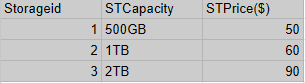 Storageid STCapacity STPrice($)
1 500GB 50
2 1TB 60
3 2TB 90